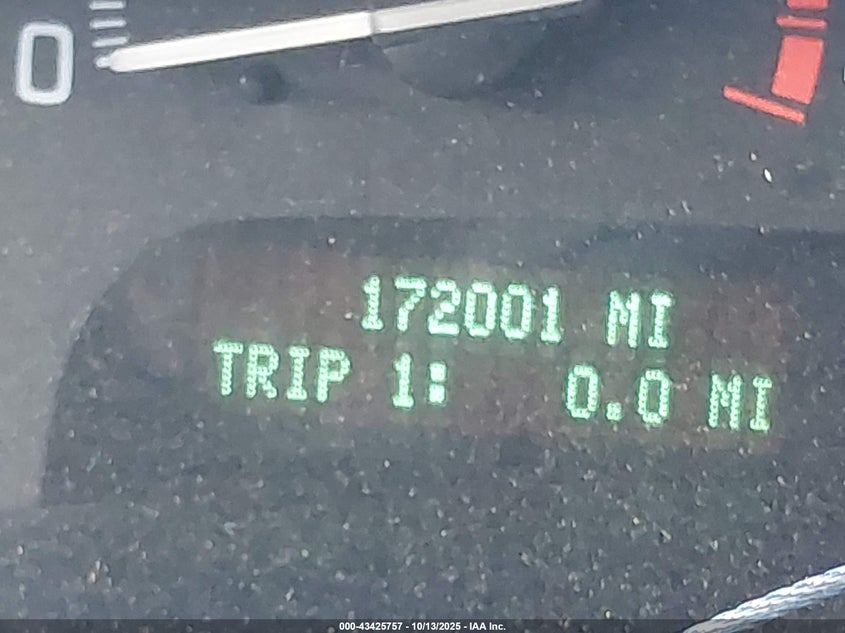 0
172001 MI
TRIP 1: 0.0 MI
000-43425757 - 10/13/2025 - IAA Inc.